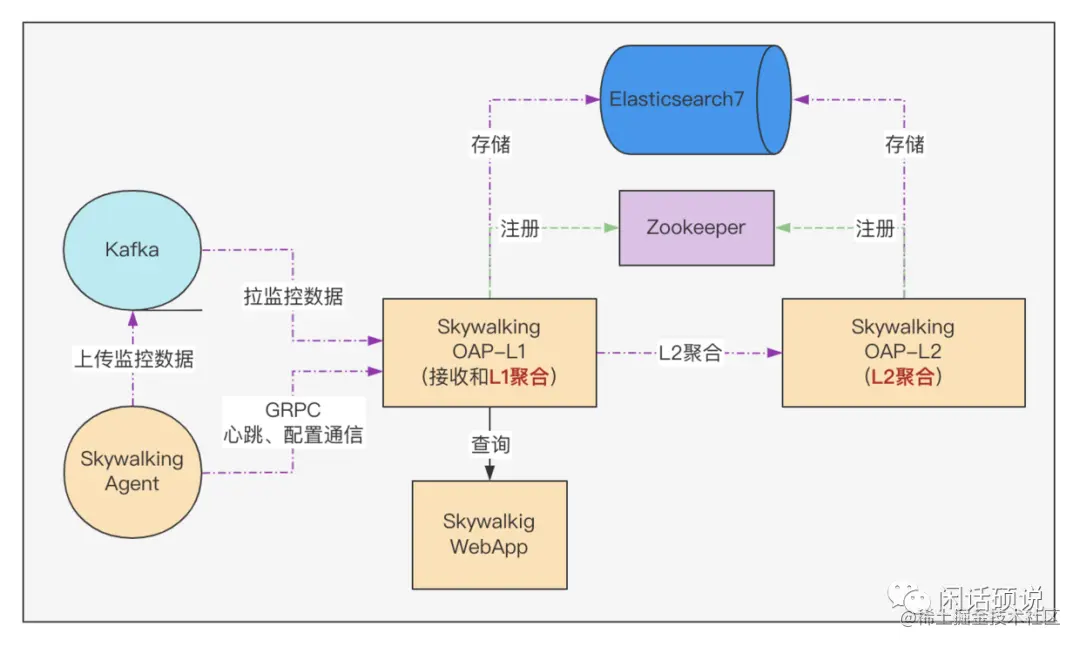 Elasticsearch7
存储
存储
注册
Zookeeper
注册
Kafka
拉监控数据
上传监控数据
Skywalking
OAP-L1
（接收和L1聚合）
L2聚合
Skywalking
OAP-L2
（L2聚合）
GRPC
心跳、配置通信
Skywalking
Agent
查询
Skywalkig
WebApp
闲话硕说
@稀土掘金技术社区